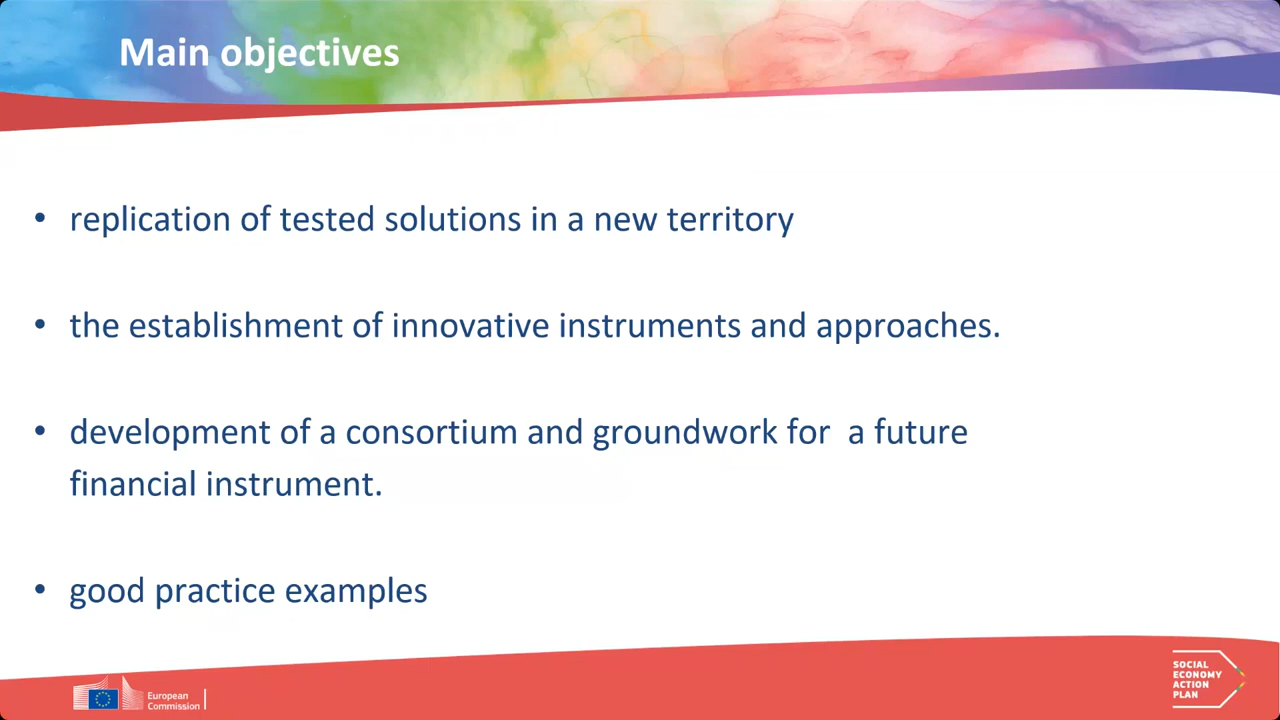 Main objectives
• replication of tested solutions in a new territory
• the establishment of innovative instruments and approaches.
• development of a consortium and groundwork for  a future
financial instrument.
• good practice examples
European
Commission
SOCIAL
ECONOMY
ACTION
PLAN